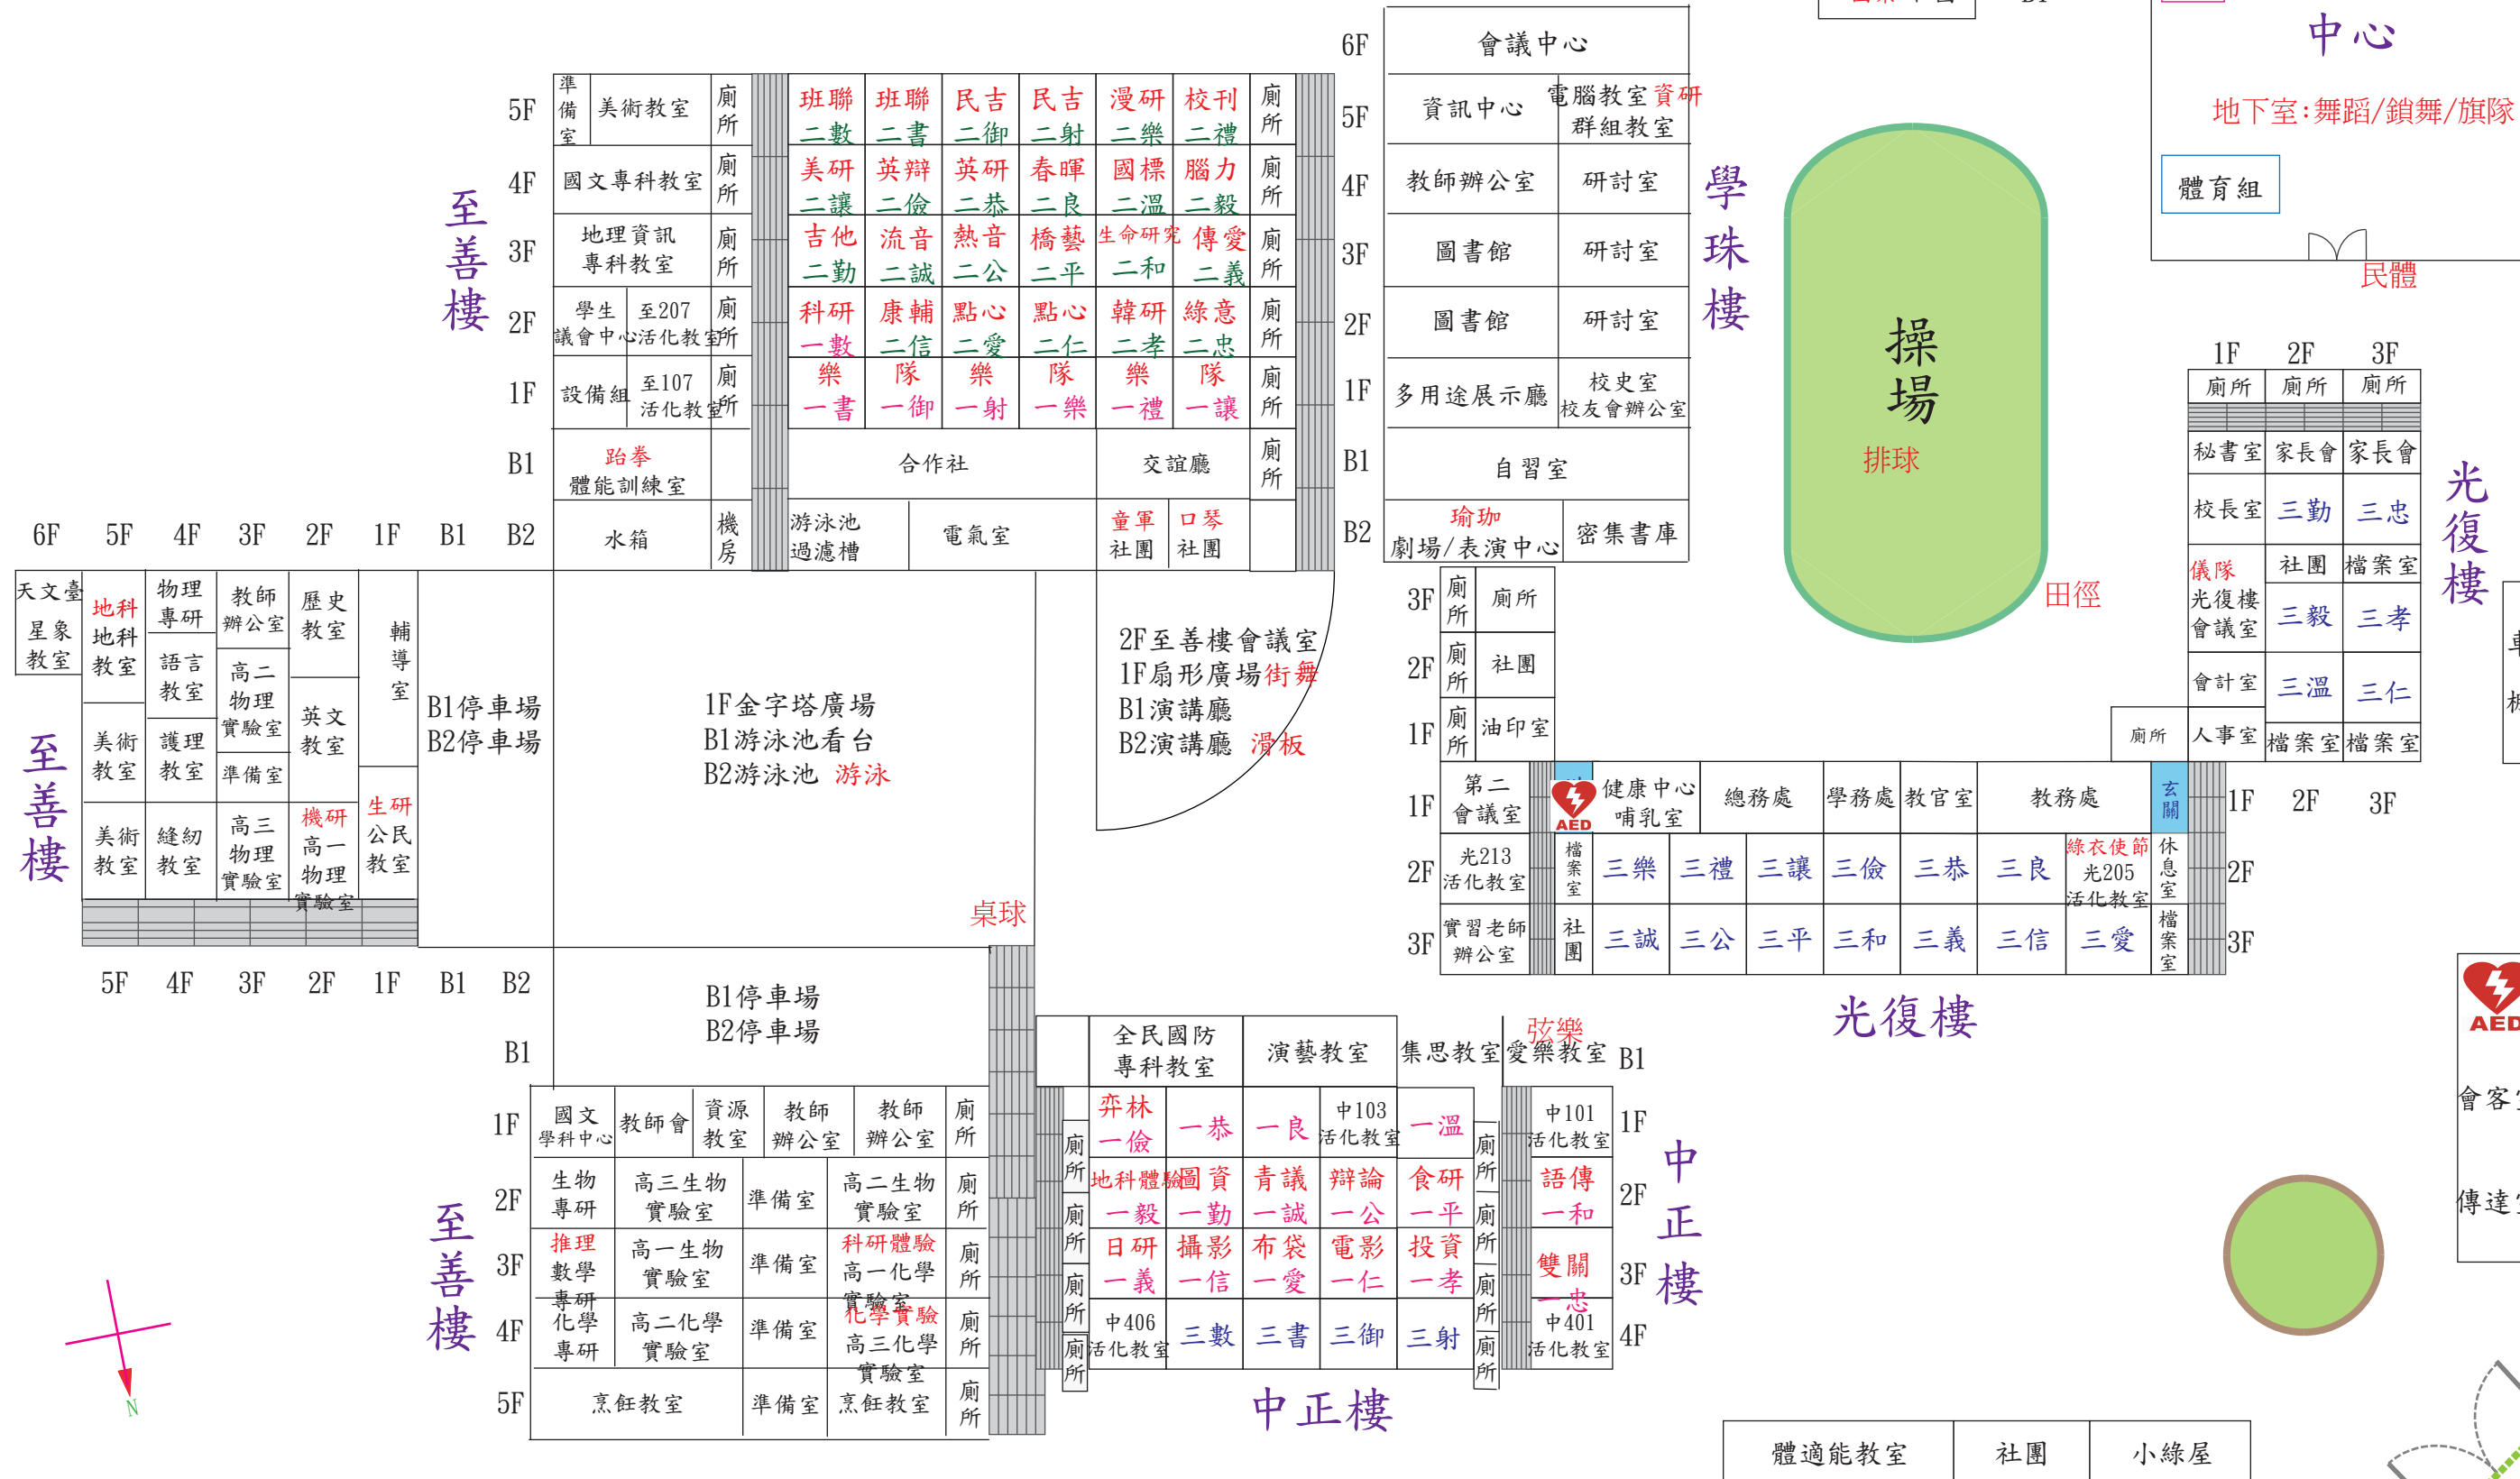 中心
地下室:舞蹈/鎖舞/旗隊
體育組
民體
至善樓
5F
準備室
美術教室
廁所
班聯
班聯
民吉
民吉
漫研
校刊
廁所
二數
二書
二御
二射
二樂
二禮
4F
國文專科教室
廁所
美研
英辯
英研
春暉
國標
腦力
廁所
二讓
二儉
二恭
二良
二溫
二毅
3F
地理資訊
專科教室
廁所
吉他
流音
熱音
橋藝
生命研究
傳愛
廁所
二勤
二誠
二公
二平
二和
二義
2F
學生
議會中心
至207
活化教室
廁所
科研
康輔
點心
點心
韓研
綠意
廁所
一數
二信
二愛
二仁
二孝
二忠
1F
設備組
至107
活化教室
廁所
樂
隊
樂
隊
樂
隊
廁所
一書
一御
一射
一樂
一禮
一讓
B1
跆拳
體能訓練室
合作社
交誼廳
廁所
水箱
機房
游泳池
過濾槽
電氣室
童軍
社團
口琴
社團
學珠樓
6F
會議中心
5F
資訊中心
電腦教室 資研
群組教室
4F
教師辦公室
研討室
3F
圖書館
研討室
2F
圖書館
研討室
1F
多用途展示廳
校史室
校友會辦公室
B1
自習室
B2
瑜珈
劇場/表演中心
密集書庫
操場
排球
田徑
1F
2F
3F
廁所
廁所
廁所
秘書室
家長會
家長會
校長室
三勤
三忠
儀隊
光復樓
會議室
社團
檔案室
三毅
三孝
會計室
三溫
三仁
廁所
人事室
檔案室
檔案室
光復樓
1F
2F
3F
6F
5F
4F
3F
2F
1F
B1
B2
天文臺
星象
教室
地科
地科
教室
美術
教室
美術
教室
物理
專研
語言
教室
護理
教室
縫紉
教室
教師
辦公室
高二
物理
實驗室
準備室
高三
物理
實驗室
歷史
教室
英文
教室
機研
高一
物理
實驗室
輔導室
生研
公民
教室
至善樓
B1停車場
B2停車場
1F金字塔廣場
B1游泳池看台
B2游泳池 游泳
2F至善樓會議室
1F扇形廣場街舞
B1演講廳
B2演講廳 滑板
桌球
5F
4F
3F
2F
1F
B1
B2
B1停車場
B2停車場
3F
廁所
廁所
2F
廁所
社團
1F
廁所
油印室
1F
第二
會議室
AED
健康中心
哺乳室
總務處
學務處
教官室
教務處
玄關
2F
光213
活化教室
檔案室
三樂
三禮
三讓
三儉
三恭
三良
綠衣使節
光205
活化教室
休息室
2F
3F
實習老師
辦公室
社團
三誠
三公
三平
三和
三義
三信
三愛
檔案室
3F
光復樓
B1
1F
國文
學科中心
教師會
資源
教室
教師
辦公室
教師
辦公室
廁所
2F
生物
專研
高三生物
實驗室
準備室
高二生物
實驗室
廁所
3F
推理
數學
專研
高一生物
實驗室
準備室
科研體驗
高一化學
實驗室
廁所
4F
化學
專研
高二化學
實驗室
準備室
化學實驗
高三化學
實驗室
廁所
5F
烹飪教室
準備室
烹飪教室
廁所
至善樓
全民國防
專科教室
演藝教室
集思教室
弦樂
愛樂教室
B1
廁所
弈林
一儉
一恭
一良
中103
活化教室
一溫
廁所
中101
活化教室
1F
廁所
地科體驗
圖資
青議
辯論
食研
廁所
語傳
一毅
一勤
一誠
一公
一平
一和
2F
廁所
日研
攝影
布袋
電影
投資
廁所
雙關
一義
一信
一愛
一仁
一孝
一忠
3F
廁所
中406
活化教室
三數
三書
三御
三射
廁所
中401
活化教室
4F
中正樓
中正樓
AED
會客
傳達
體適能教室
社團
小綠屋
N